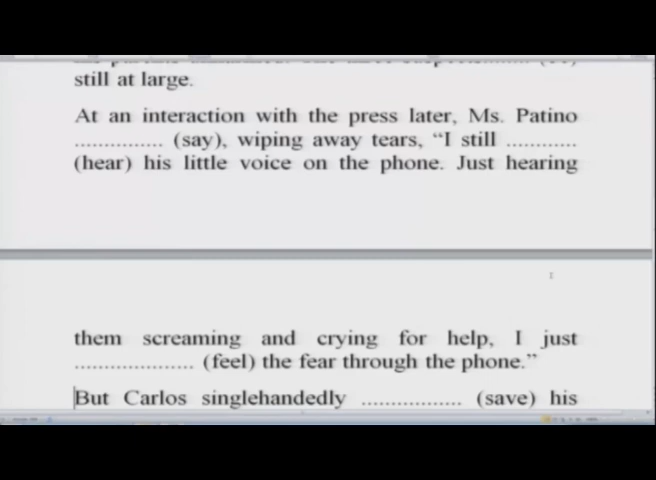 still at large.
At an interaction with the press later, Ms. Patino
............... (say), wiping away tears, “I still ............
(hear) his little voice on the phone. Just hearing
them screaming and crying for help, I just
.................... (feel) the fear through the phone.”
But Carlos singlehandedly ................. (save) his